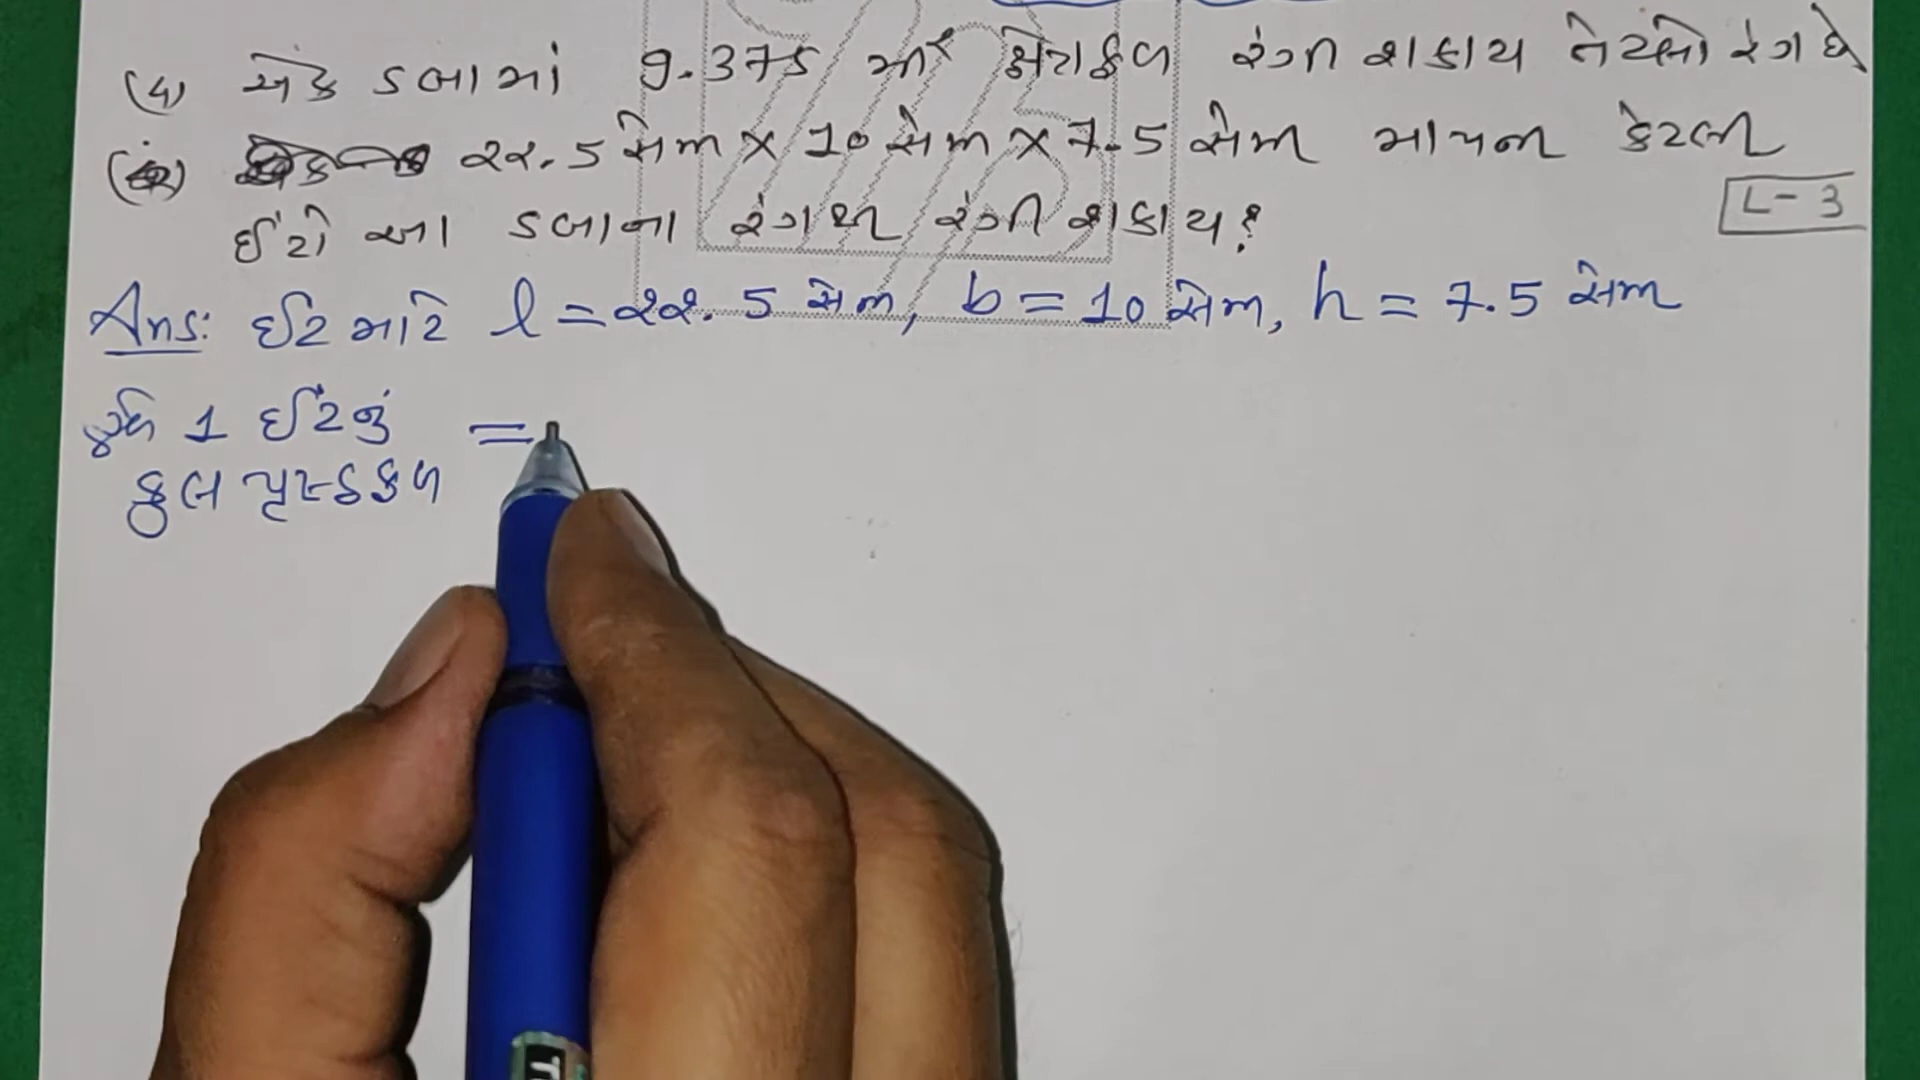 (4) એક ડબામાં 9.375 મી² ક્ષેત્રફળ રંગી શકાય તેટલો રંગ છે
22.5 સેમી × 10 સેમી × 7.5 સેમી માપની કેટલી
ઈંટો આ ડબાના રંગથી રંગી શકાય?
L-3
Ans: ઈંટ માટે l = 22.5 સેમી, b = 10 સેમી, h = 7.5 સેમી
1 ઈંટનું =
કુલ પૃષ્ઠફળ